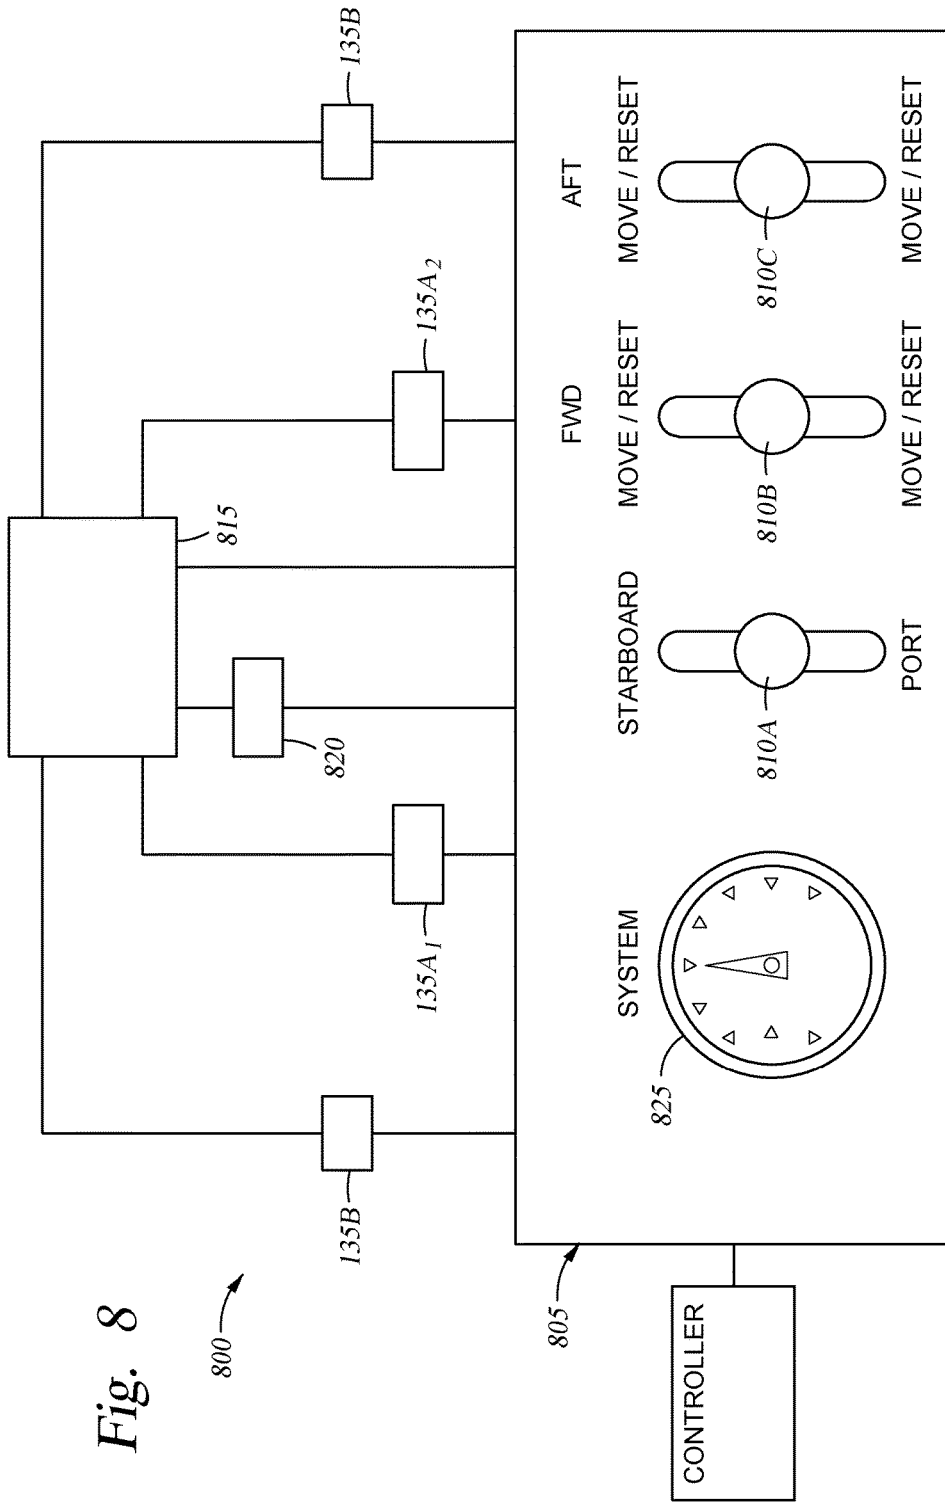 Fig. 8
800
135B
135A1
820
815
135A2
135B
805
CONTROLLER
825
SYSTEM
STARBOARD
810A
PORT
FWD
MOVE / RESET
810B
MOVE / RESET
AFT
MOVE / RESET
810C
MOVE / RESET